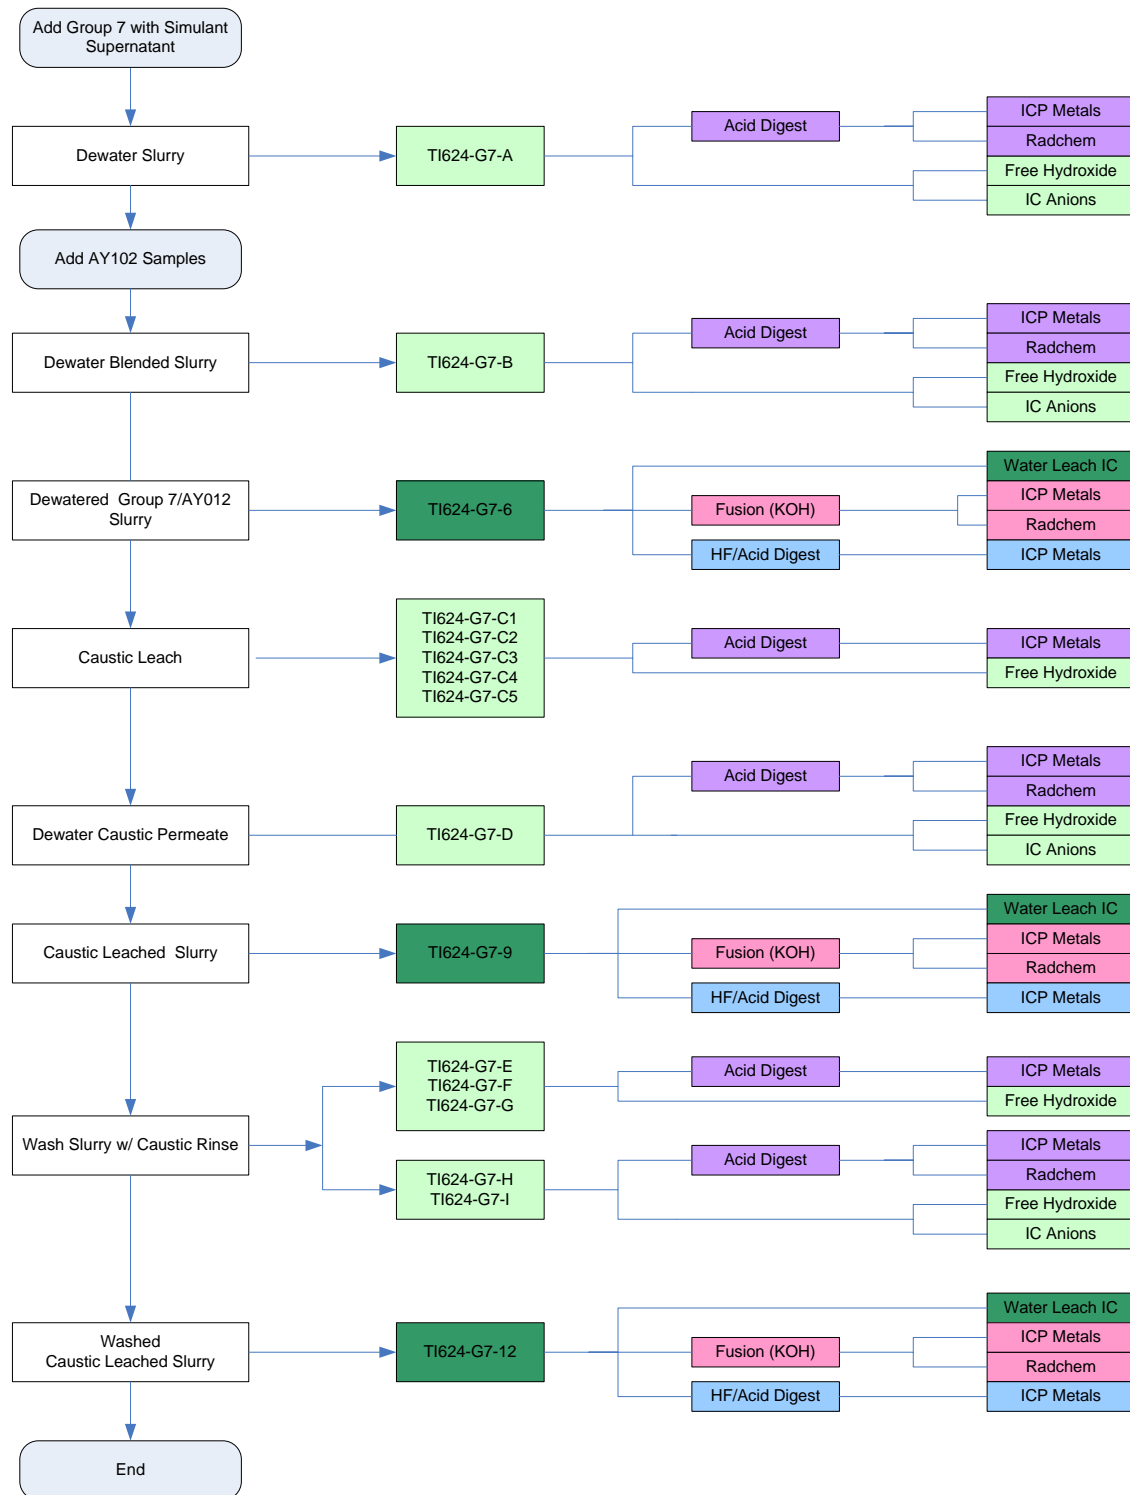 Add Group 7 with Simulant
Supernatant
Dewater Slurry
TI624-G7-A
Acid Digest
ICP Metals
Radchem
Free Hydroxide
IC Anions
Add AY102 Samples
Dewater Blended Slurry
TI624-G7-B
Acid Digest
ICP Metals
Radchem
Free Hydroxide
IC Anions
Dewatered Group 7/AY012
Slurry
TI624-G7-6
Water Leach IC
Fusion (KOH)
ICP Metals
Radchem
HF/Acid Digest
ICP Metals
Caustic Leach
TI624-G7-C1
TI624-G7-C2
TI624-G7-C3
TI624-G7-C4
TI624-G7-C5
Acid Digest
ICP Metals
Free Hydroxide
Dewater Caustic Permeate
TI624-G7-D
Acid Digest
ICP Metals
Radchem
Free Hydroxide
IC Anions
Caustic Leached Slurry
TI624-G7-9
Water Leach IC
Fusion (KOH)
ICP Metals
Radchem
HF/Acid Digest
ICP Metals
Wash Slurry w/ Caustic Rinse
TI624-G7-E
TI624-G7-F
TI624-G7-G
Acid Digest
ICP Metals
Free Hydroxide
TI624-G7-H
TI624-G7-I
Acid Digest
ICP Metals
Radchem
Free Hydroxide
IC Anions
Washed
Caustic Leached Slurry
TI624-G7-12
Water Leach IC
Fusion (KOH)
ICP Metals
Radchem
HF/Acid Digest
ICP Metals
End